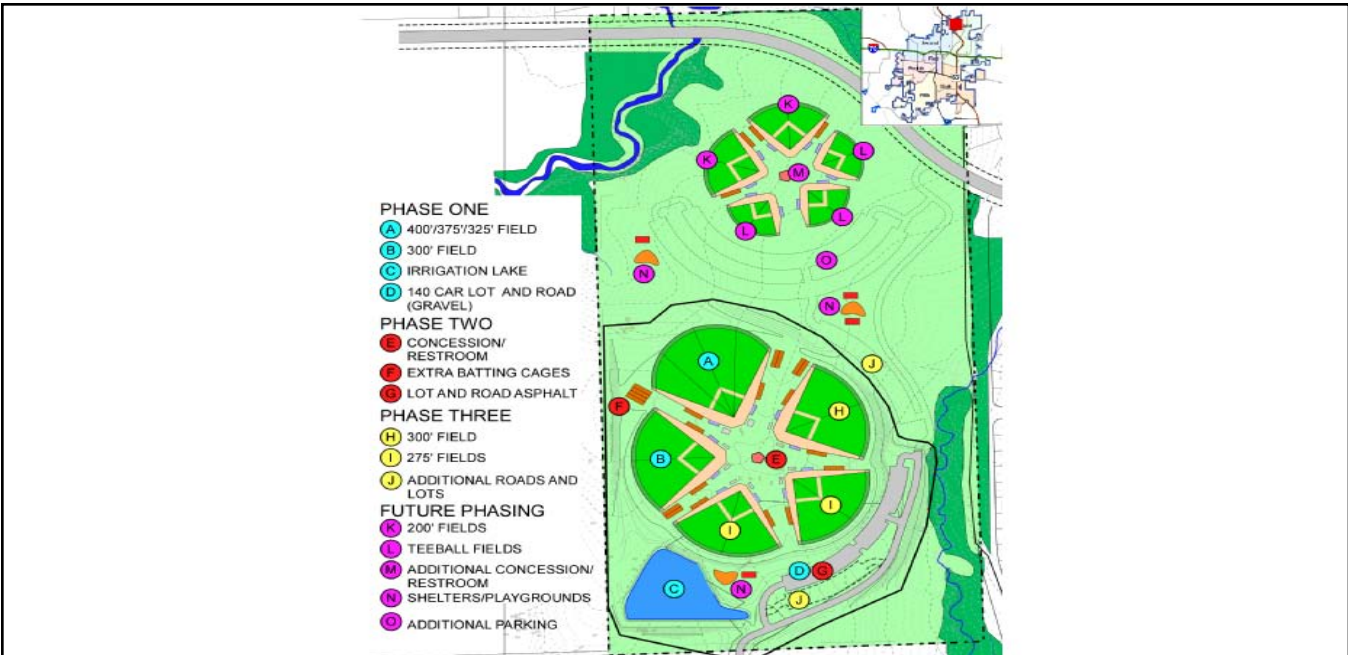 PHASE ONE
A 400'/375'/325' FIELD
B 300' FIELD
C IRRIGATION LAKE
D 140 CAR LOT AND ROAD
(GRAVEL)
PHASE TWO
E CONCESSION/
RESTROOM
F EXTRA BATTING CAGES
G LOT AND ROAD ASPHALT
PHASE THREE
H 300' FIELD
I 275' FIELDS
J ADDITIONAL ROADS AND
LOTS
FUTURE PHASING
K 200' FIELDS
L TEEBALL FIELDS
M ADDITIONAL CONCESSION/
RESTROOM
N SHELTERS/PLAYGROUNDS
O ADDITIONAL PARKING
K
K
L
M
L
L
O
N
N
J
A
F
H
B
E
I
I
D
G
C
N
J